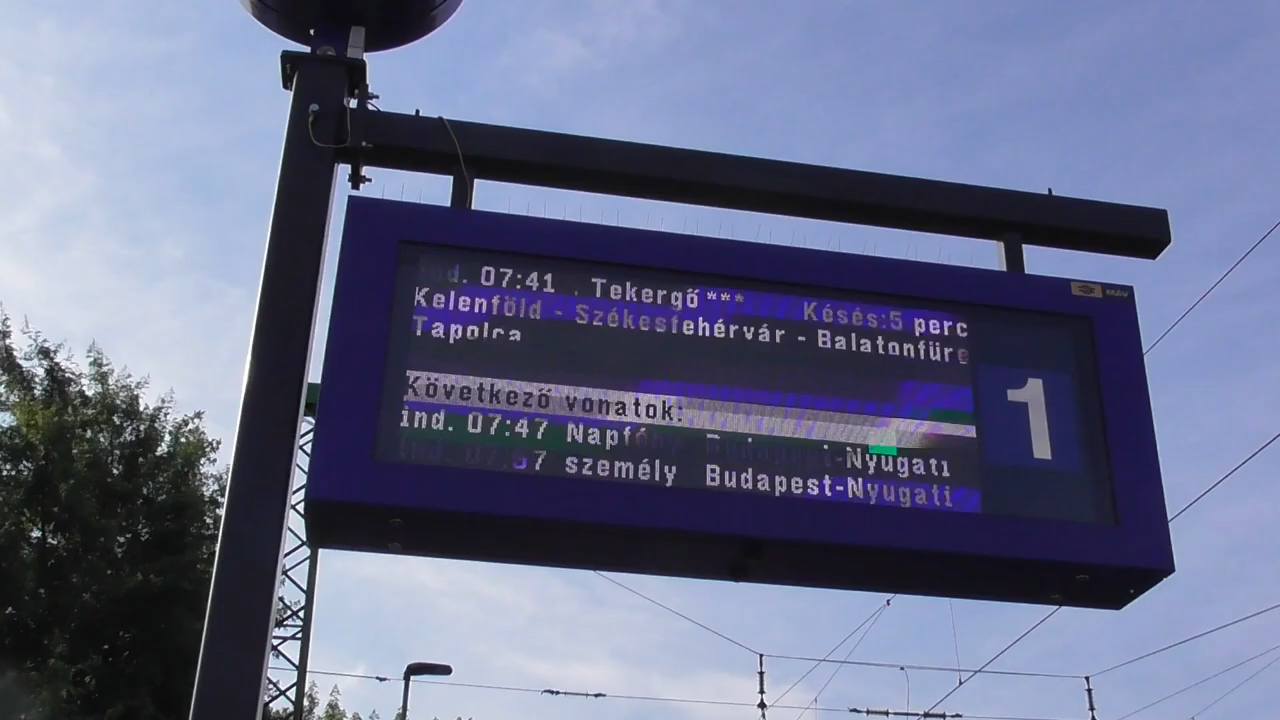 ind. 07:41 Tekergő*** Késés:5 perc
Kelenföld - Székesfehérvár - Balatonfüre
Tapolca
Következő vonatok:
ind. 07:47 Napfény Budapest-Nyugati
személy Budapest-Nyugati
1
MÁV